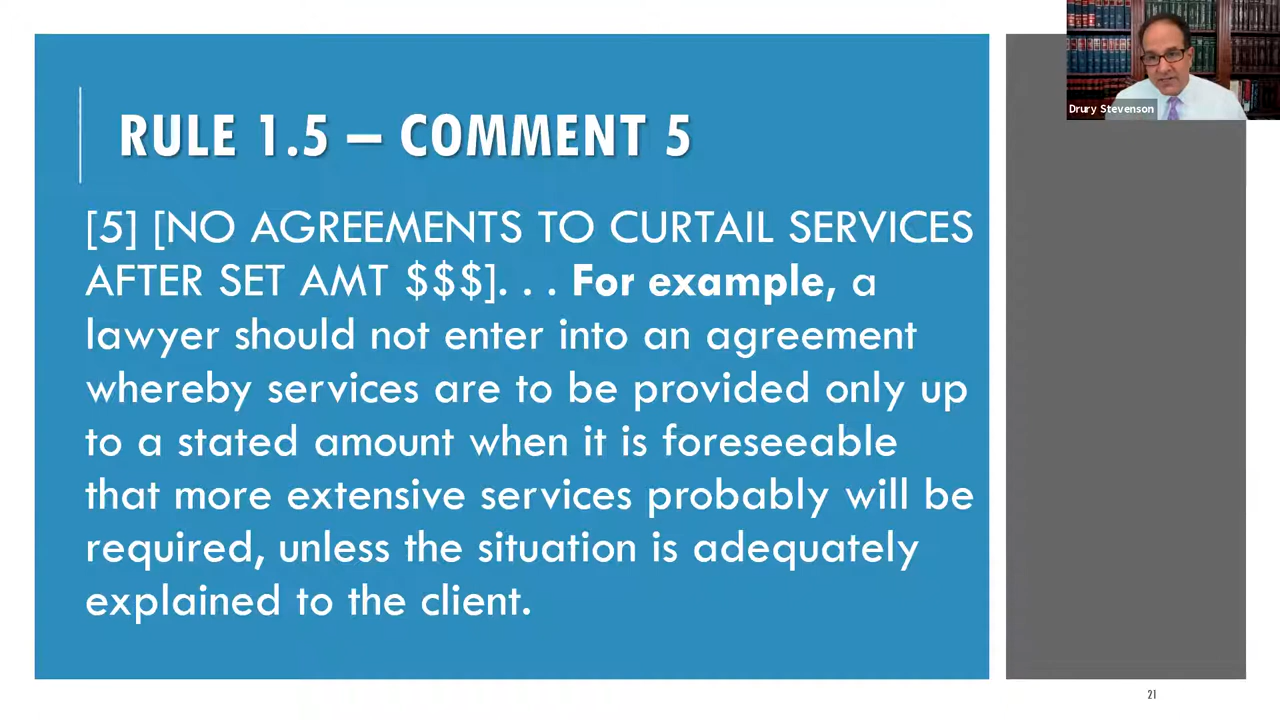 Drury Stevenson
RULE 1.5 – COMMENT 5
[5] [NO AGREEMENTS TO CURTAIL SERVICES
AFTER SET AMT $$$]. . . For example, a
lawyer should not enter into an agreement
whereby services are to be provided only up
to a stated amount when it is foreseeable
that more extensive services probably will be
required, unless the situation is adequately
explained to the client.
21